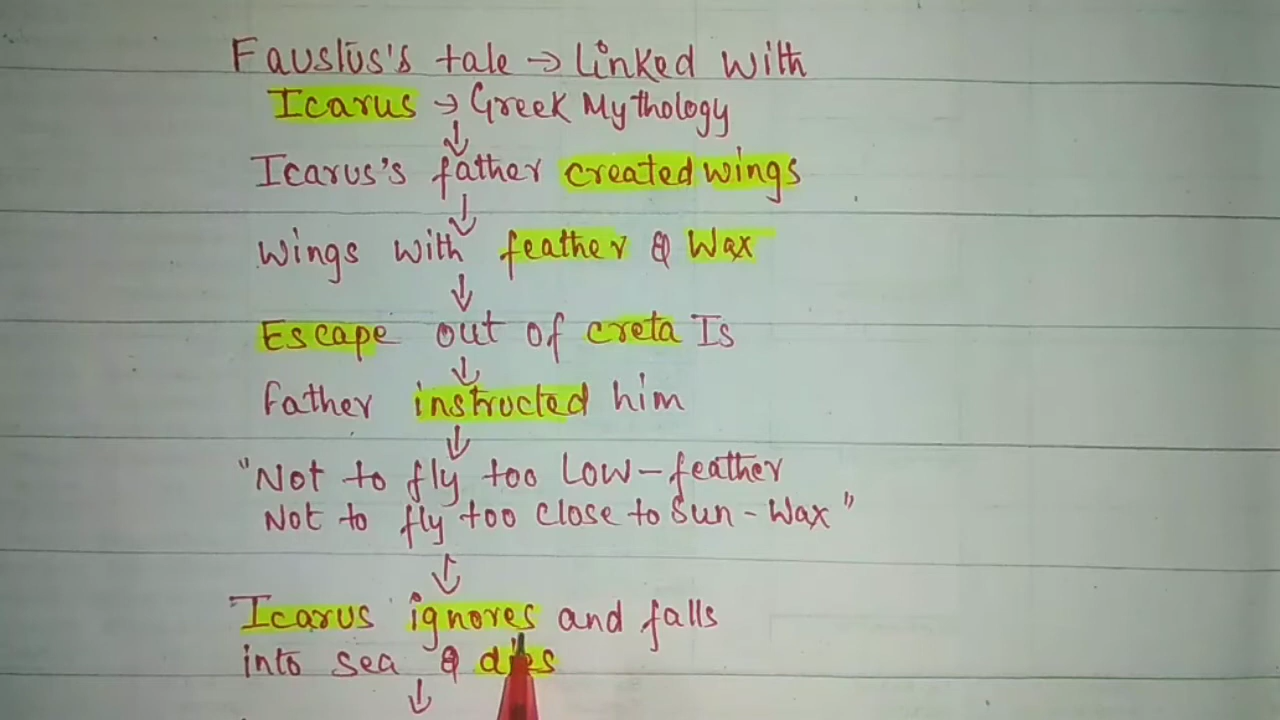 Faustus's tale → Linked with
Icarus → Greek Mythology
↓
Icarus's father created wings
↓
Wings with feather & Wax
↓
Escape out of creta Is
↓
father instructed him
↓
"Not to fly too Low - feather
Not to fly too close to Sun - Wax"
↓
Icarus ignores and falls
into sea & dies
↓